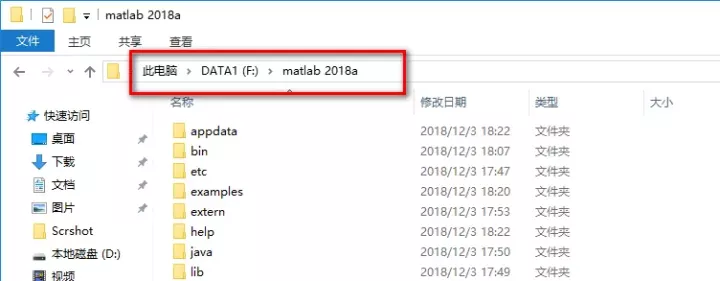 matlab 2018a
文件 主页 共享 查看
此电脑 > DATA1 (F:) > matlab 2018a
名称 修改日期 类型 大小
快速访问
appdata 2018/12/3 18:22 文件夹
桌面
bin 2018/12/3 18:07 文件夹
下载
etc 2018/12/3 17:47 文件夹
文档
examples 2018/12/3 18:20 文件夹
图片
extern 2018/12/3 17:53 文件夹
Scrshot
help 2018/12/3 18:22 文件夹
本地磁盘 (D:)
java 2018/12/3 17:50 文件夹
视频
lib 2018/12/3 17:49 文件夹